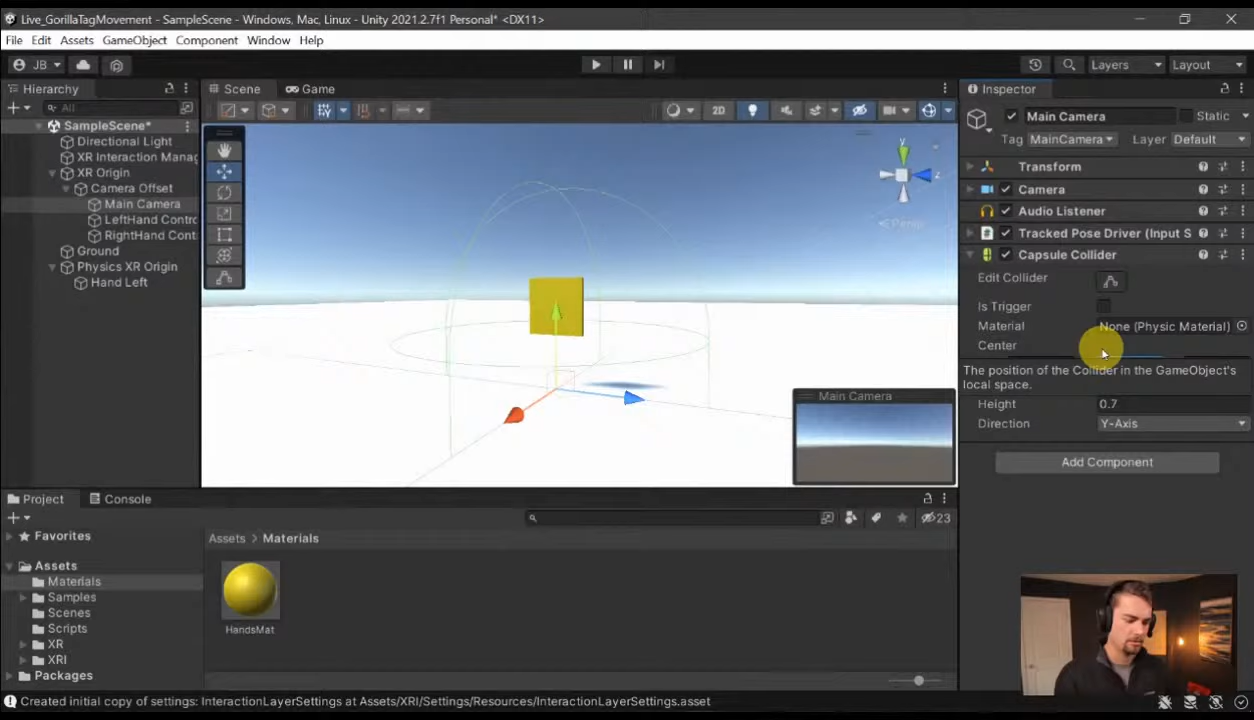 Live_GorillaTagMovement - SampleScene - Windows, Mac, Linux - Unity 2021.2.7f1 Personal* <DX11>
File Edit Assets GameObject Component Window Help
JB Layers Layout
Hierarchy Scene Game Inspector
All 2D Main Camera Static
SampleScene* Tag MainCamera Layer Default
Directional Light
XR Interaction Manag Transform
XR Origin
Camera Offset Camera
Main Camera Audio Listener
LeftHand Contro
RightHand Cont Tracked Pose Driver (Input S
Ground Capsule Collider
Physics XR Origin Edit Collider
Hand Left
y
Persp
Is Trigger
Material None (Physic Material)
Center
The position of the Collider in the GameObject's
local space.
Main Camera
Height 0.7
Direction Y-Axis
Add Component
Project Console
23
Favorites Assets > Materials
Assets
Materials
Samples
Scenes
Scripts HandsMat
XR
XRI
Packages
Created initial copy of settings: InteractionLayerSettings at Assets/XRI/Settings/Resources/InteractionLayerSettings.asset